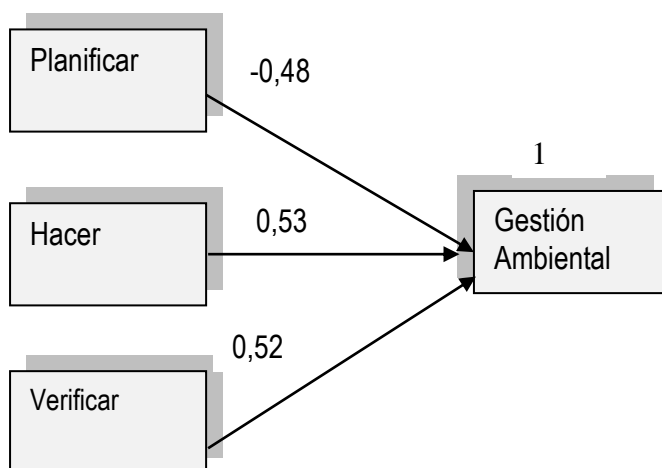 Planificar
-0,48
1
Hacer
0,53
Gestión
Ambiental
0,52
Verificar